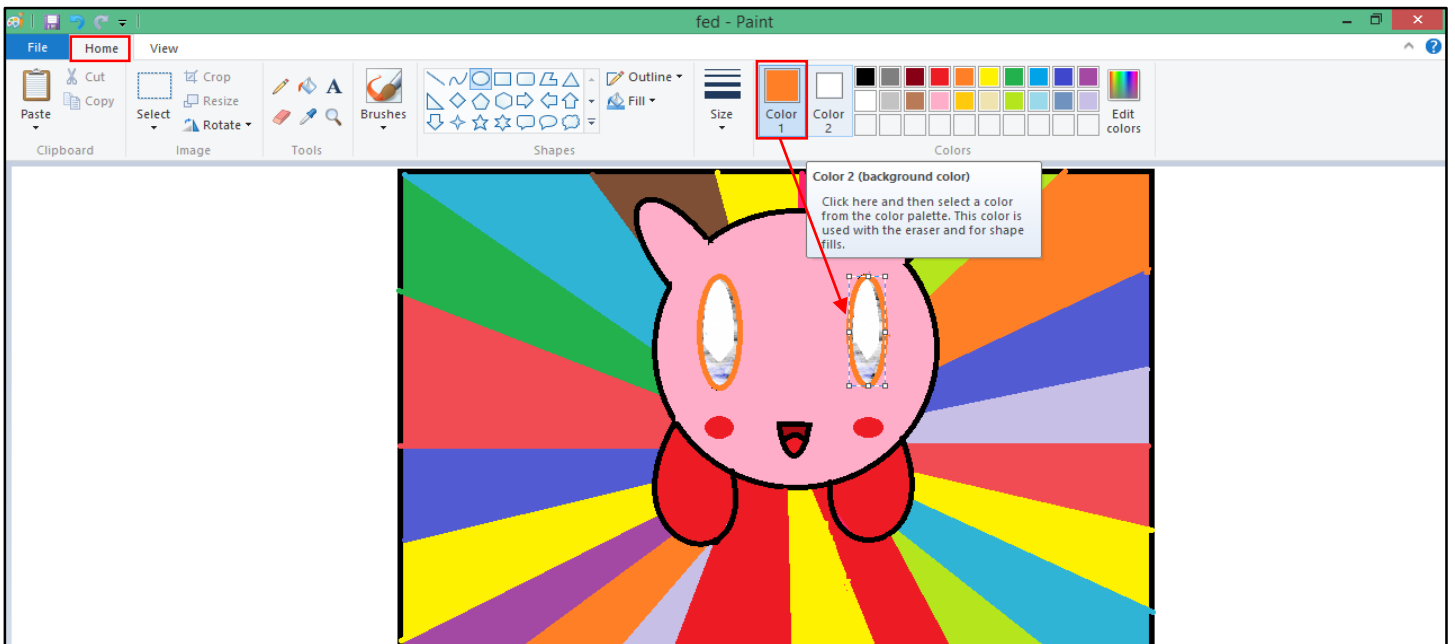 fed - Paint
File Home View
Paste
Cut
Copy
Clipboard
Select
Crop
Resize
Rotate
Image
A
Tools
Brushes
Outline
Fill
Shapes
Size
Color
1
Color
2
Edit
colors
Colors
Color 2 (background color)
Click here and then select a color
from the color palette. This color is
used with the eraser and for shape
fills.